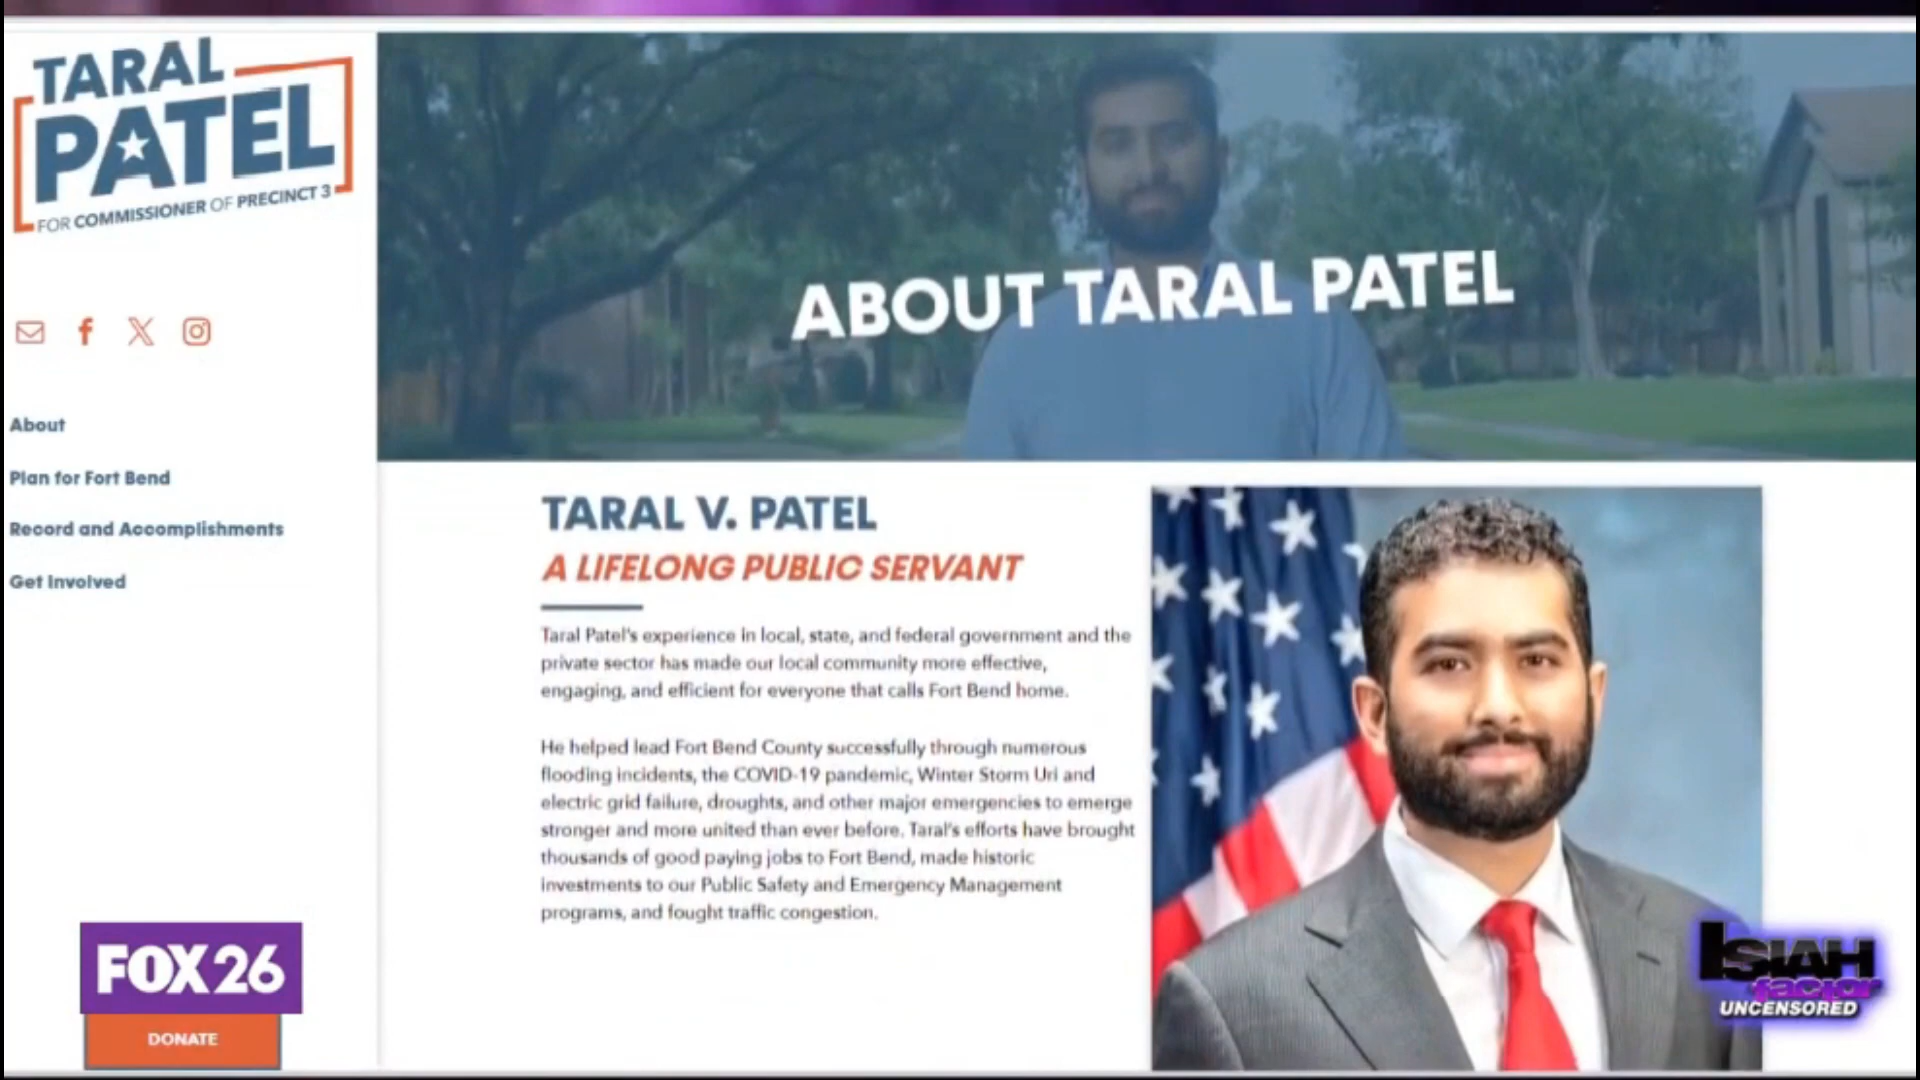 TARAL
PATEL
FOR COMMISSIONER OF PRECINCT 3
About
Plan for Fort Bend
Record and Accomplishments
Get Involved
FOX 26
DONATE
ABOUT TARAL PATEL
TARAL V. PATEL
A LIFELONG PUBLIC SERVANT
Taral Patel's experience in local, state, and federal government and the
private sector has made our local community more effective,
engaging, and efficient for everyone that calls Fort Bend home.
He helped lead Fort Bend County successfully through numerous
flooding incidents, the COVID-19 pandemic, Winter Storm Uri and
electric grid failure, droughts, and other major emergencies to emerge
stronger and more united than ever before. Taral's efforts have brought
thousands of good paying jobs to Fort Bend, made historic
investments to our Public Safety and Emergency Management
programs, and fought traffic congestion.
ISIAH
factor
UNCENSORED